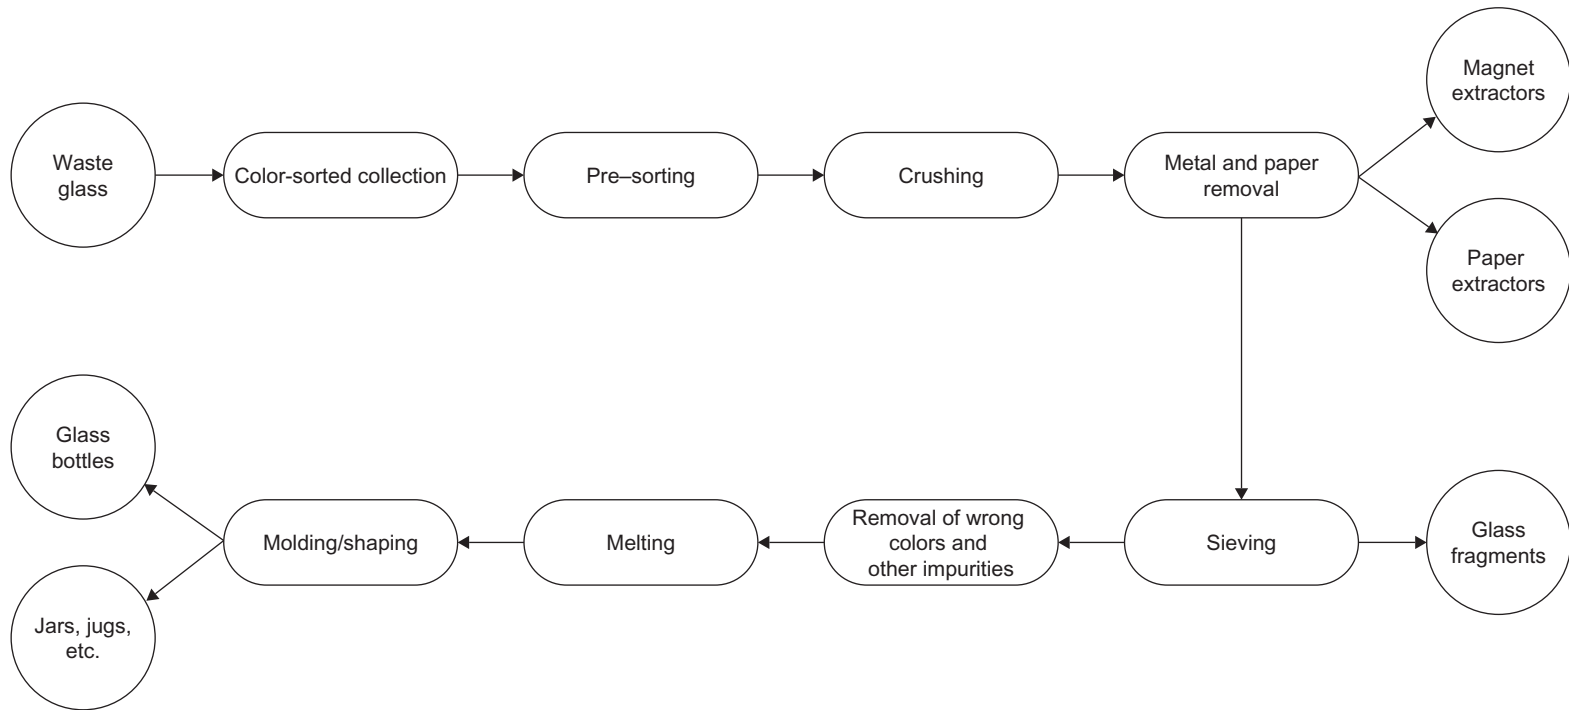 Waste
glass
Color-sorted collection
Pre–sorting
Crushing
Metal and paper
removal
Magnet
extractors
Paper
extractors
Glass
bottles
Jars, jugs,
etc.
Molding/shaping
Melting
Removal of wrong
colors and
other impurities
Sieving
Glass
fragments